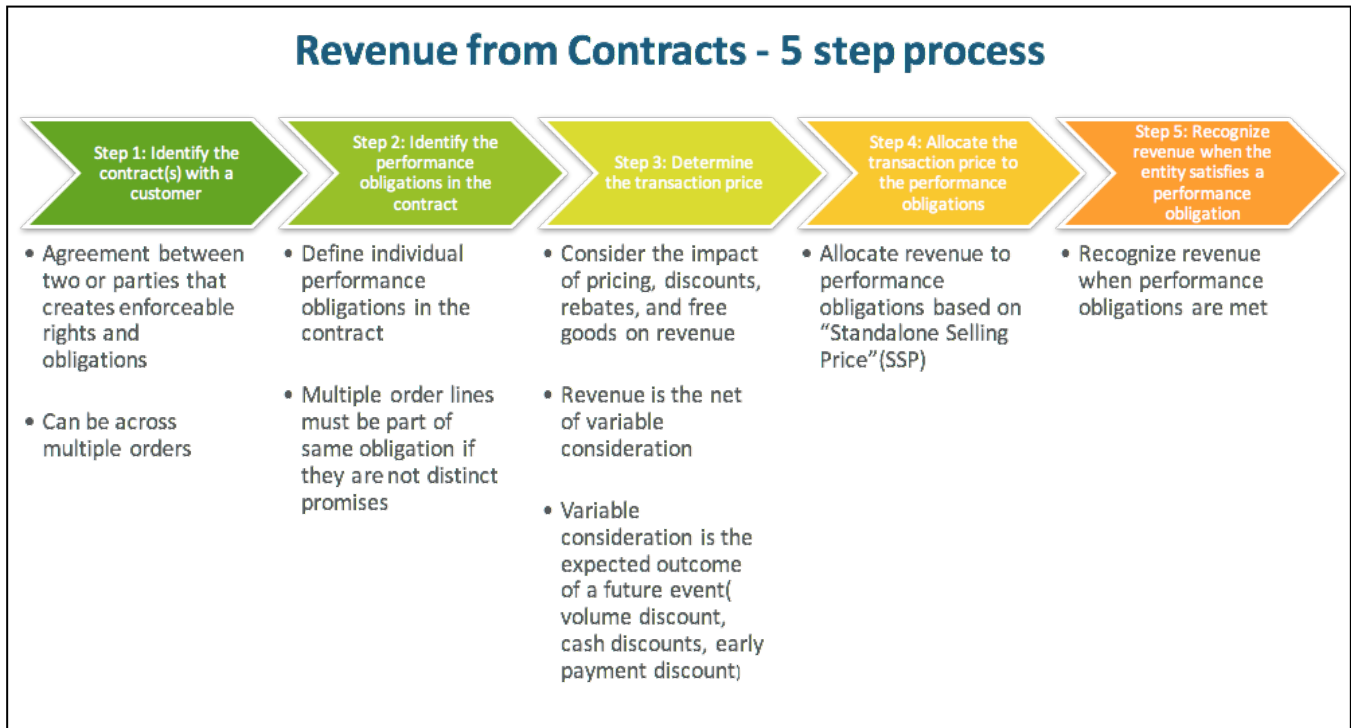 Revenue from Contracts - 5 step process
Step 1: Identify the
contract(s) with a
customer
• Agreement between
two or parties that
creates enforceable
rights and
obligations
• Can be across
multiple orders
Step 2: Identify the
performance
obligations in the
contract
• Define individual
performance
obligations in the
contract
• Multiple order lines
must be part of
same obligation if
they are not distinct
promises
Step 3: Determine
the transaction price
• Consider the impact
of pricing, discounts,
rebates, and free
goods on revenue
• Revenue is the net
of variable
consideration
• Variable
consideration is the
expected outcome
of a future event(
volume discount,
cash discounts, early
payment discount)
Step 4: Allocate the
transaction price to
the performance
obligations
• Allocate revenue to
performance
obligations based on
“Standalone Selling
Price”(SSP)
Step 5: Recognize
revenue when the
entity satisfies a
performance
obligation
• Recognize revenue
when performance
obligations are met